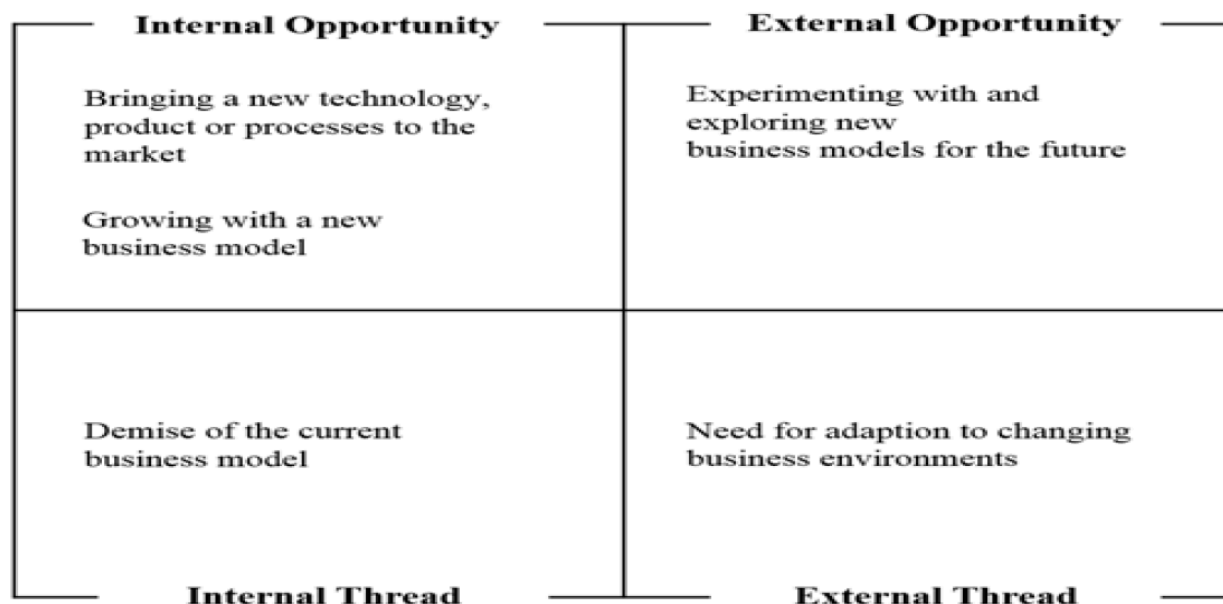 Internal Opportunity
Bringing a new technology,
product or processes to the
market
Growing with a new
business model
External Opportunity
Experimenting with and
exploring new
business models for the future
Demise of the current
business model
Internal Thread
Need for adaption to changing
business environments
External Thread